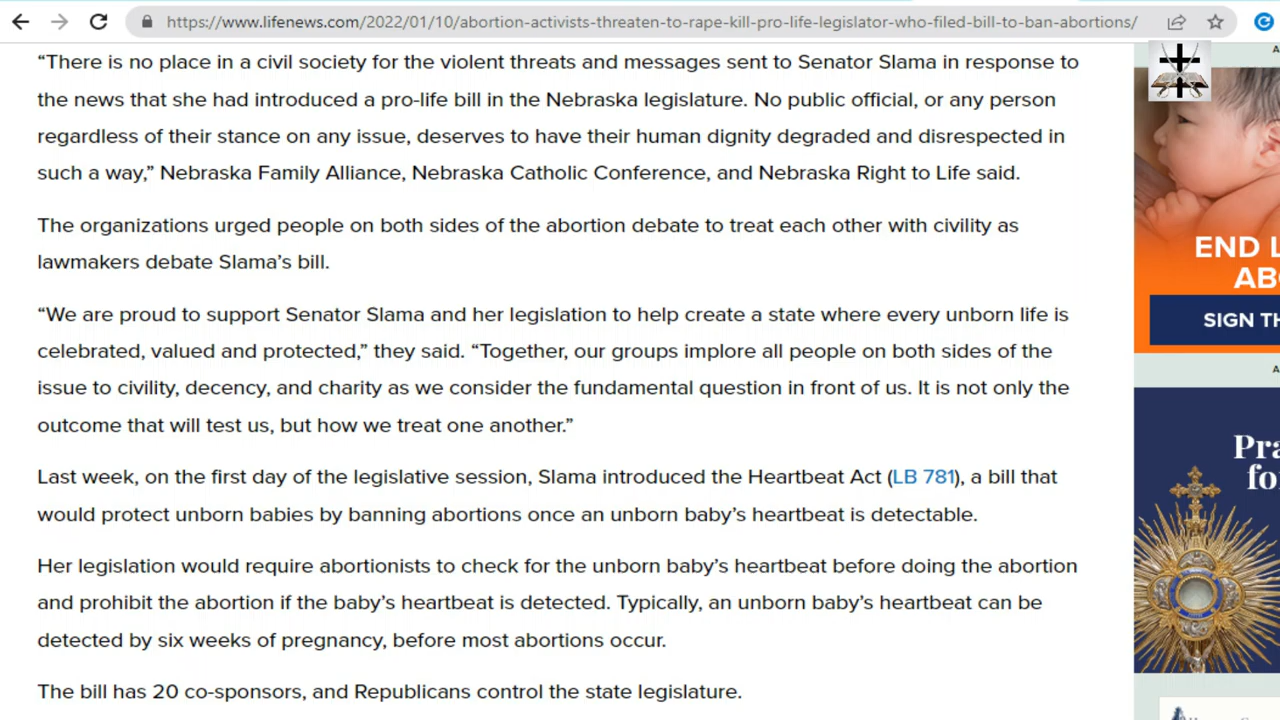 https://www.lifenews.com/2022/01/10/abortion-activists-threaten-to-rape-kill-pro-life-legislator-who-filed-bill-to-ban-abortions/
“There is no place in a civil society for the violent threats and messages sent to Senator Slama in response to
the news that she had introduced a pro-life bill in the Nebraska legislature. No public official, or any person
regardless of their stance on any issue, deserves to have their human dignity degraded and disrespected in
such a way,” Nebraska Family Alliance, Nebraska Catholic Conference, and Nebraska Right to Life said.
The organizations urged people on both sides of the abortion debate to treat each other with civility as
lawmakers debate Slama’s bill.
“We are proud to support Senator Slama and her legislation to help create a state where every unborn life is
celebrated, valued and protected,” they said. “Together, our groups implore all people on both sides of the
issue to civility, decency, and charity as we consider the fundamental question in front of us. It is not only the
outcome that will test us, but how we treat one another.”
Last week, on the first day of the legislative session, Slama introduced the Heartbeat Act (LB 781), a bill that
would protect unborn babies by banning abortions once an unborn baby’s heartbeat is detectable.
Her legislation would require abortionists to check for the unborn baby’s heartbeat before doing the abortion
and prohibit the abortion if the baby’s heartbeat is detected. Typically, an unborn baby’s heartbeat can be
detected by six weeks of pregnancy, before most abortions occur.
The bill has 20 co-sponsors, and Republicans control the state legislature.
A
END L
AB
SIGN TH
A
Pra
fo